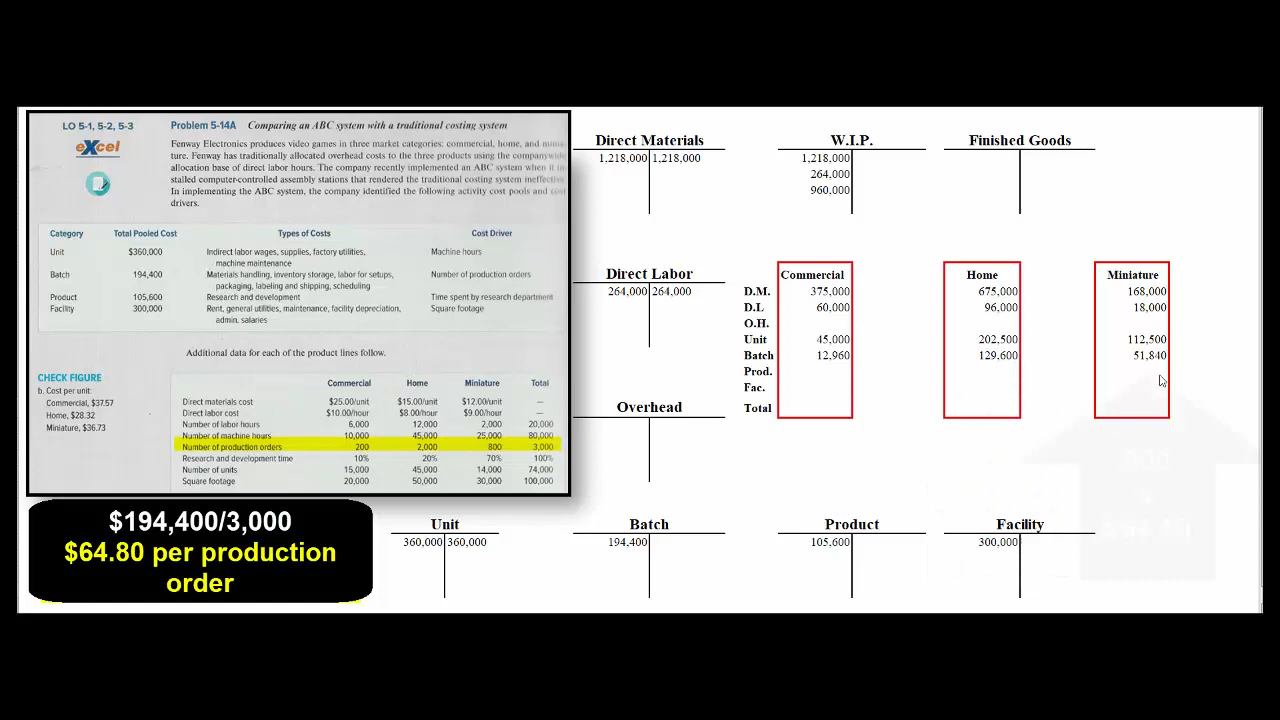 LO 5-1, 5-2, 5-3
Problem 5-14A Comparing an ABC system with a traditional costing system
eXcel
Fenway Electronics produces video games in three market categories: commercial, home, and minia-
ture. Fenway has traditionally allocated overhead costs to the three products using the companywide
allocation base of direct labor hours. The company recently implemented an ABC system when it in-
stalled computer-controlled assembly stations that rendered the traditional costing system ineffective.
In implementing the ABC system, the company identified the following activity cost pools and cost
drivers.
Category Total Pooled Cost Types of Costs Cost Driver
Unit $360,000 Indirect labor wages, supplies, factory utilities, Machine hours
machine maintenance
Batch 194,400 Materials handling, inventory storage, labor for setups, Number of production orders
packaging, labeling and shipping, scheduling
Product 105,600 Research and development Time spent by research department
Facility 300,000 Rent, general utilities, maintenance, facility depreciation, Square footage
admin. salaries
Additional data for each of the product lines follow.
CHECK FIGURE
b. Cost per unit:
Commercial, $37.57
Home, $28.32
Miniature, $36.73
Commercial Home Miniature Total
Direct materials cost $25.00/unit $15.00/unit $12.00/unit —
Direct labor cost $10.00/hour $8.00/hour $9.00/hour —
Number of labor hours 6,000 12,000 2,000 20,000
Number of machine hours 10,000 45,000 25,000 80,000
Number of production orders 200 2,000 800 3,000
Research and development time 10% 20% 70% 100%
Number of units 15,000 45,000 14,000 74,000
Square footage 20,000 50,000 30,000 100,000
$194,400/3,000
$64.80 per production
order
Direct Materials
1,218,000 1,218,000
W.I.P.
1,218,000
264,000
960,000
Finished Goods
Direct Labor
264,000 264,000
Commercial Home Miniature
D.M. 375,000 675,000 168,000
D.L 60,000 96,000 18,000
O.H.
Unit 45,000 202,500 112,500
Batch 12,960 129,600 51,840
Prod.
Fac.
Total
Overhead
Unit
360,000 360,000
Batch
194,400
Product
105,600
Facility
300,000